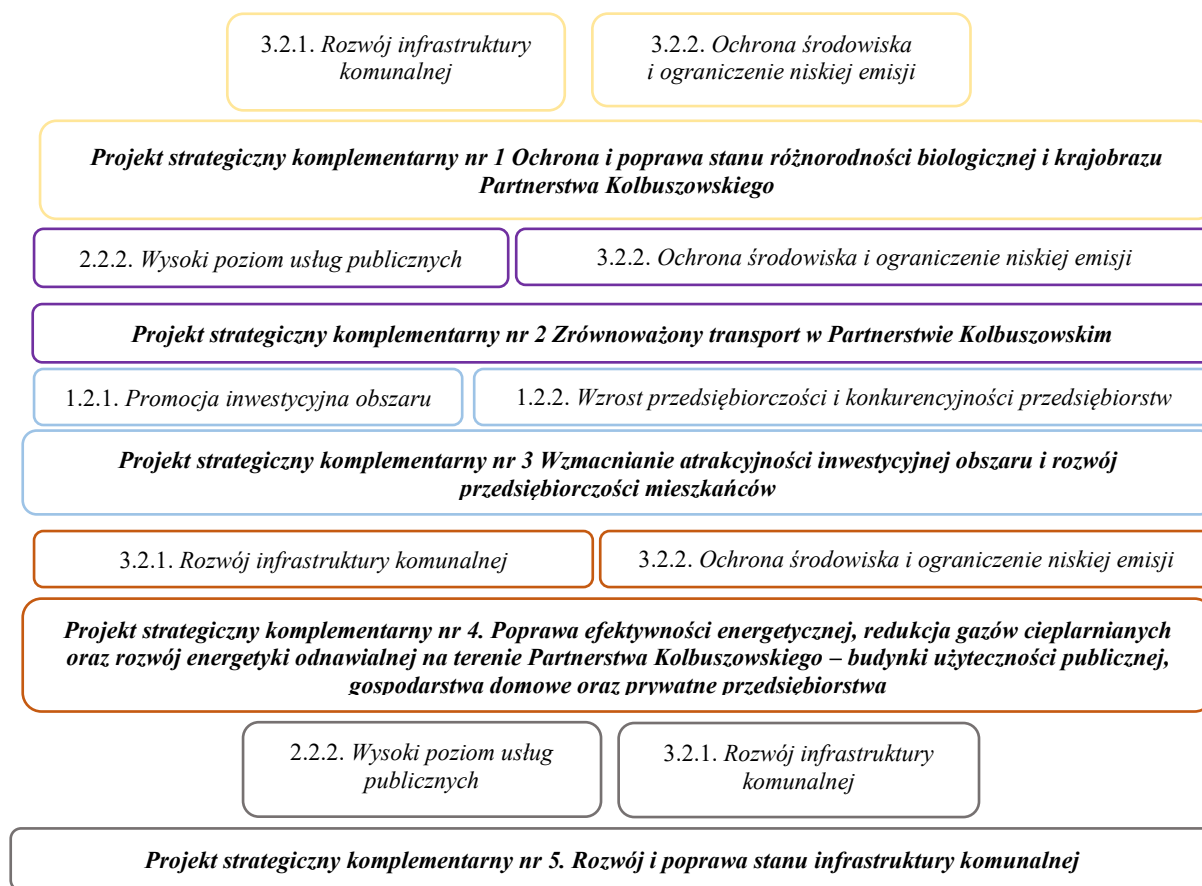 3.2.1. Rozwój infrastruktury
komunalnej
3.2.2. Ochrona środowiska
i ograniczenie niskiej emisji
Projekt strategiczny komplementarny nr 1 Ochrona i poprawa stanu różnorodności biologicznej i krajobrazu
Partnerstwa Kolbuszowskiego
2.2.2. Wysoki poziom usług publicznych
3.2.2. Ochrona środowiska i ograniczenie niskiej emisji
Projekt strategiczny komplementarny nr 2 Zrównoważony transport w Partnerstwie Kolbuszowskim
1.2.1. Promocja inwestycyjna obszaru
1.2.2. Wzrost przedsiębiorczości i konkurencyjności przedsiębiorstw
Projekt strategiczny komplementarny nr 3 Wzmacnianie atrakcyjności inwestycyjnej obszaru i rozwój
przedsiębiorczości mieszkańców
3.2.1. Rozwój infrastruktury komunalnej
3.2.2. Ochrona środowiska i ograniczenie niskiej emisji
Projekt strategiczny komplementarny nr 4. Poprawa efektywności energetycznej, redukcja gazów cieplarnianych
oraz rozwój energetyki odnawialnej na terenie Partnerstwa Kolbuszowskiego – budynki użyteczności publicznej,
gospodarstwa domowe oraz prywatne przedsiębiorstwa
2.2.2. Wysoki poziom usług
publicznych
3.2.1. Rozwój infrastruktury
komunalnej
Projekt strategiczny komplementarny nr 5. Rozwój i poprawa stanu infrastruktury komunalnej